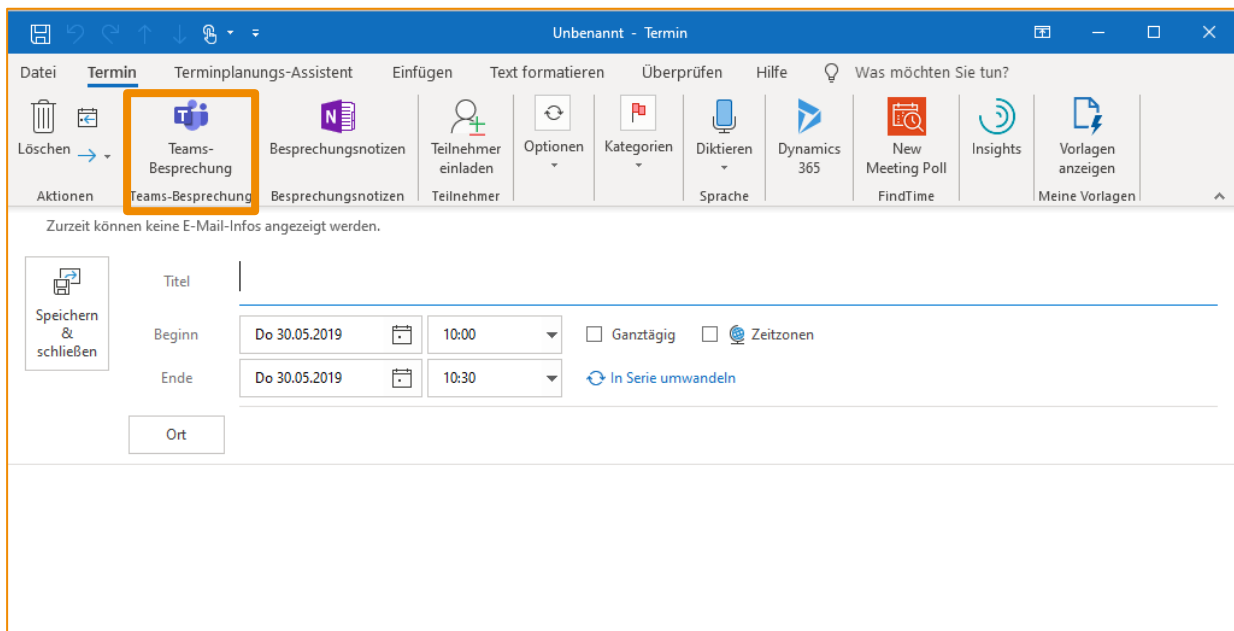 Unbenannt - Termin
Datei Termin Terminplanungs-Assistent Einfügen Text formatieren Überprüfen Hilfe Was möchten Sie tun?
Löschen
Teams-
Besprechung
Besprechungsnotizen
Teilnehmer
einladen
Optionen
Kategorien
Diktieren
Dynamics
365
New
Meeting Poll
Insights
Vorlagen
anzeigen
Aktionen Teams-Besprechung Besprechungsnotizen Teilnehmer Sprache FindTime Meine Vorlagen
Zurzeit können keine E-Mail-Infos angezeigt werden.
Speichern
&
schließen
Titel
Beginn Do 30.05.2019 10:00 Ganztägig Zeitzonen
Ende Do 30.05.2019 10:30 In Serie umwandeln
Ort